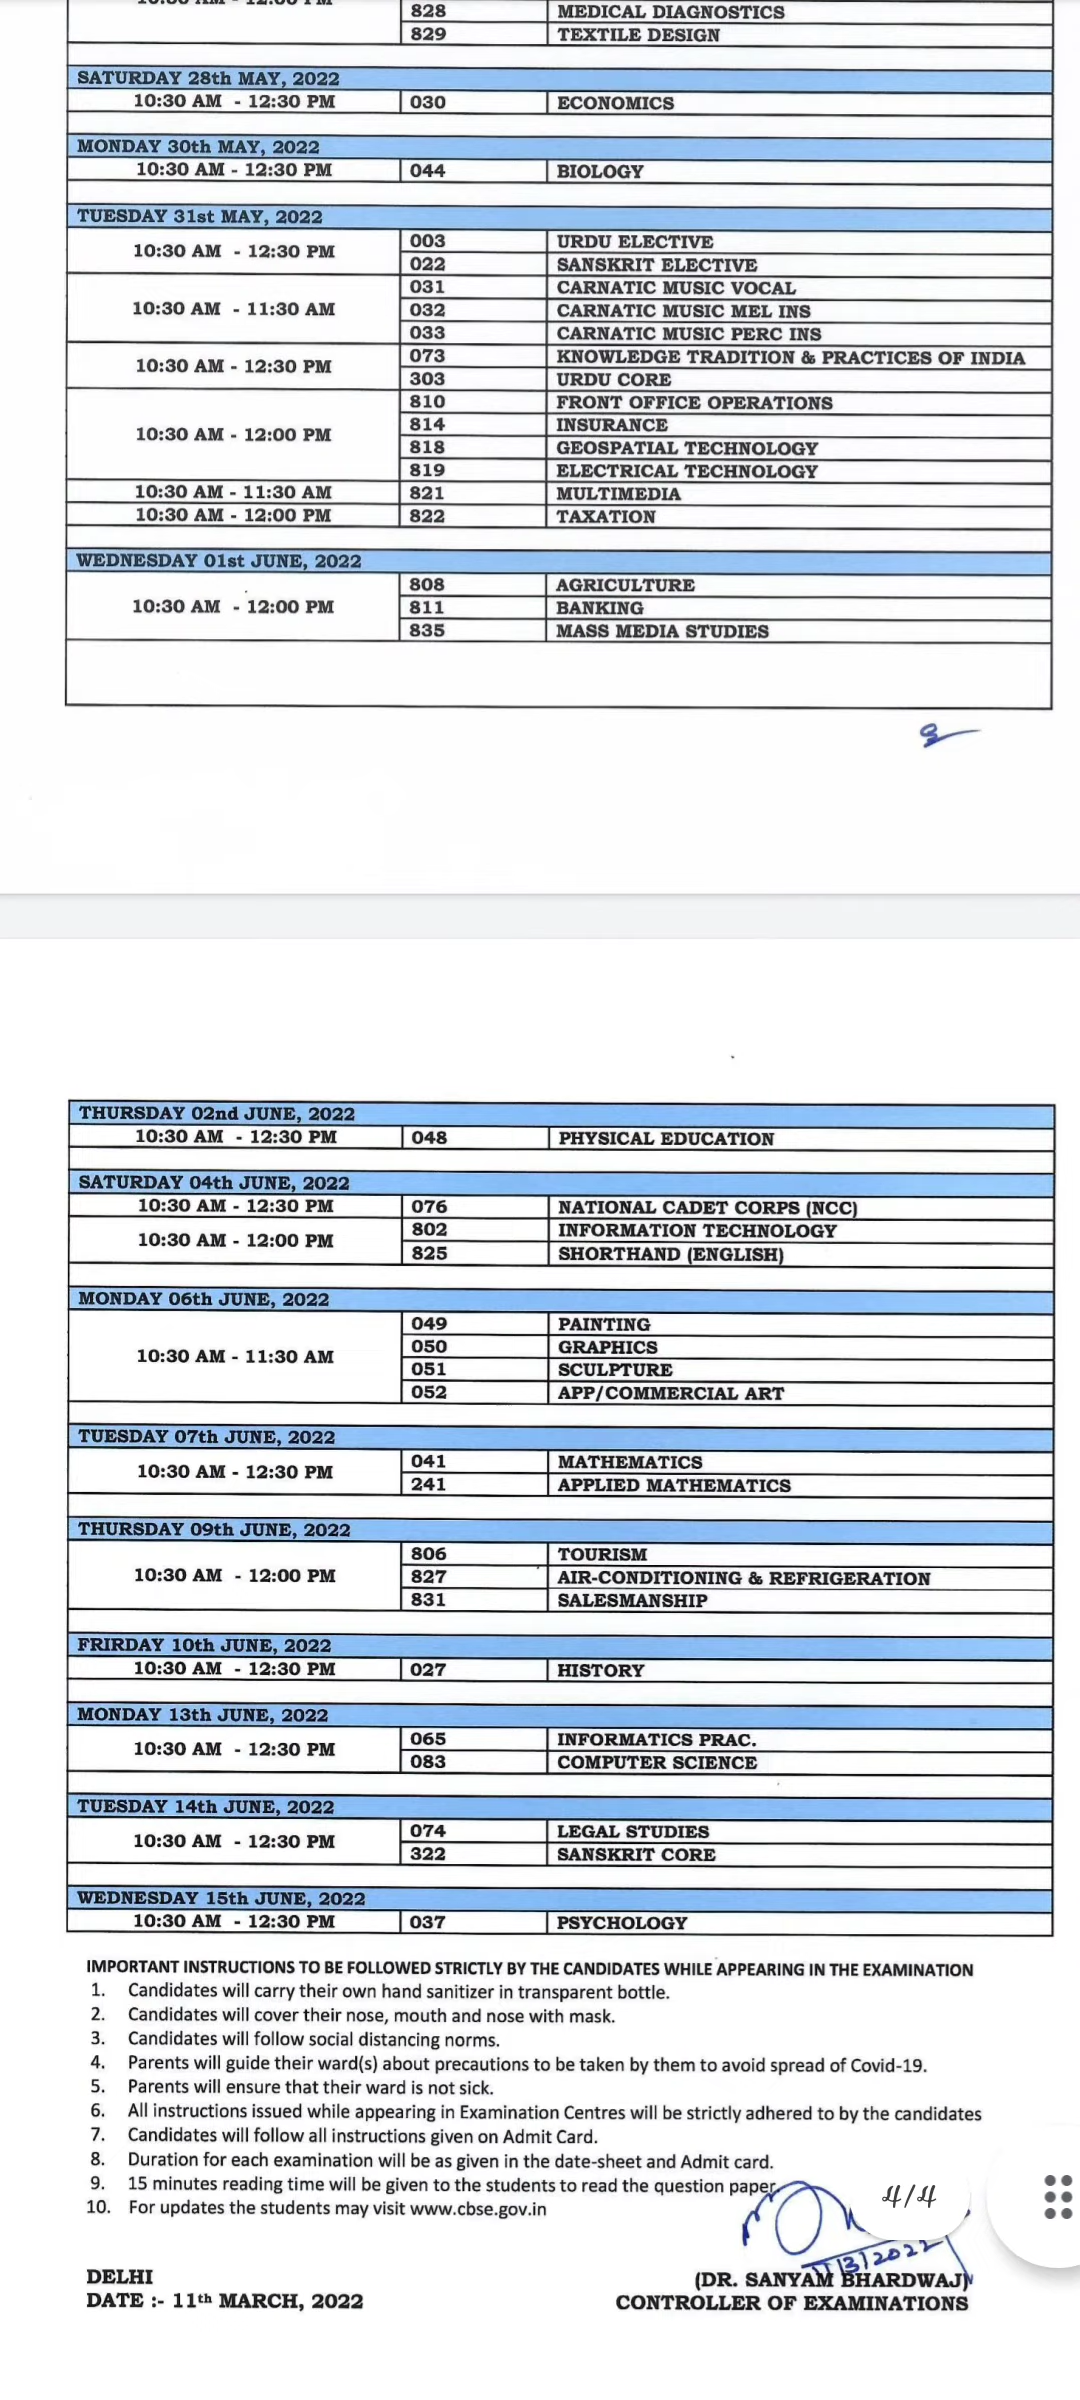 828 MEDICAL DIAGNOSTICS
829 TEXTILE DESIGN
SATURDAY 28th MAY, 2022
10:30 AM - 12:30 PM 030 ECONOMICS
MONDAY 30th MAY, 2022
10:30 AM - 12:30 PM 044 BIOLOGY
TUESDAY 31st MAY, 2022
10:30 AM - 12:30 PM 003 URDU ELECTIVE
022 SANSKRIT ELECTIVE
10:30 AM - 11:30 AM 031 CARNATIC MUSIC VOCAL
032 CARNATIC MUSIC MEL INS
033 CARNATIC MUSIC PERC INS
10:30 AM - 12:30 PM 073 KNOWLEDGE TRADITION & PRACTICES OF INDIA
303 URDU CORE
10:30 AM - 12:00 PM 810 FRONT OFFICE OPERATIONS
814 INSURANCE
818 GEOSPATIAL TECHNOLOGY
819 ELECTRICAL TECHNOLOGY
10:30 AM - 11:30 AM 821 MULTIMEDIA
10:30 AM - 12:00 PM 822 TAXATION
WEDNESDAY 01st JUNE, 2022
10:30 AM - 12:00 PM 808 AGRICULTURE
811 BANKING
835 MASS MEDIA STUDIES
THURSDAY 02nd JUNE, 2022
10:30 AM - 12:30 PM 048 PHYSICAL EDUCATION
SATURDAY 04th JUNE, 2022
10:30 AM - 12:30 PM 076 NATIONAL CADET CORPS (NCC)
10:30 AM - 12:00 PM 802 INFORMATION TECHNOLOGY
825 SHORTHAND (ENGLISH)
MONDAY 06th JUNE, 2022
10:30 AM - 11:30 AM 049 PAINTING
050 GRAPHICS
051 SCULPTURE
052 APP/COMMERCIAL ART
TUESDAY 07th JUNE, 2022
10:30 AM - 12:30 PM 041 MATHEMATICS
241 APPLIED MATHEMATICS
THURSDAY 09th JUNE, 2022
10:30 AM - 12:00 PM 806 TOURISM
827 AIR-CONDITIONING & REFRIGERATION
831 SALESMANSHIP
FRIRDAY 10th JUNE, 2022
10:30 AM - 12:30 PM 027 HISTORY
MONDAY 13th JUNE, 2022
10:30 AM - 12:30 PM 065 INFORMATICS PRAC.
083 COMPUTER SCIENCE
TUESDAY 14th JUNE, 2022
10:30 AM - 12:30 PM 074 LEGAL STUDIES
322 SANSKRIT CORE
WEDNESDAY 15th JUNE, 2022
10:30 AM - 12:30 PM 037 PSYCHOLOGY
IMPORTANT INSTRUCTIONS TO BE FOLLOWED STRICTLY BY THE CANDIDATES WHILE APPEARING IN THE EXAMINATION
1. Candidates will carry their own hand sanitizer in transparent bottle.
2. Candidates will cover their nose, mouth and nose with mask.
3. Candidates will follow social distancing norms.
4. Parents will guide their ward(s) about precautions to be taken by them to avoid spread of Covid-19.
5. Parents will ensure that their ward is not sick.
6. All instructions issued while appearing in Examination Centres will be strictly adhered to by the candidates
7. Candidates will follow all instructions given on Admit Card.
8. Duration for each examination will be as given in the date-sheet and Admit card.
9. 15 minutes reading time will be given to the students to read the question paper.
10. For updates the students may visit www.cbse.gov.in
4/4
11/3/2022
DELHI
DATE :- 11th MARCH, 2022
(DR. SANYAM BHARDWAJ)
CONTROLLER OF EXAMINATIONS